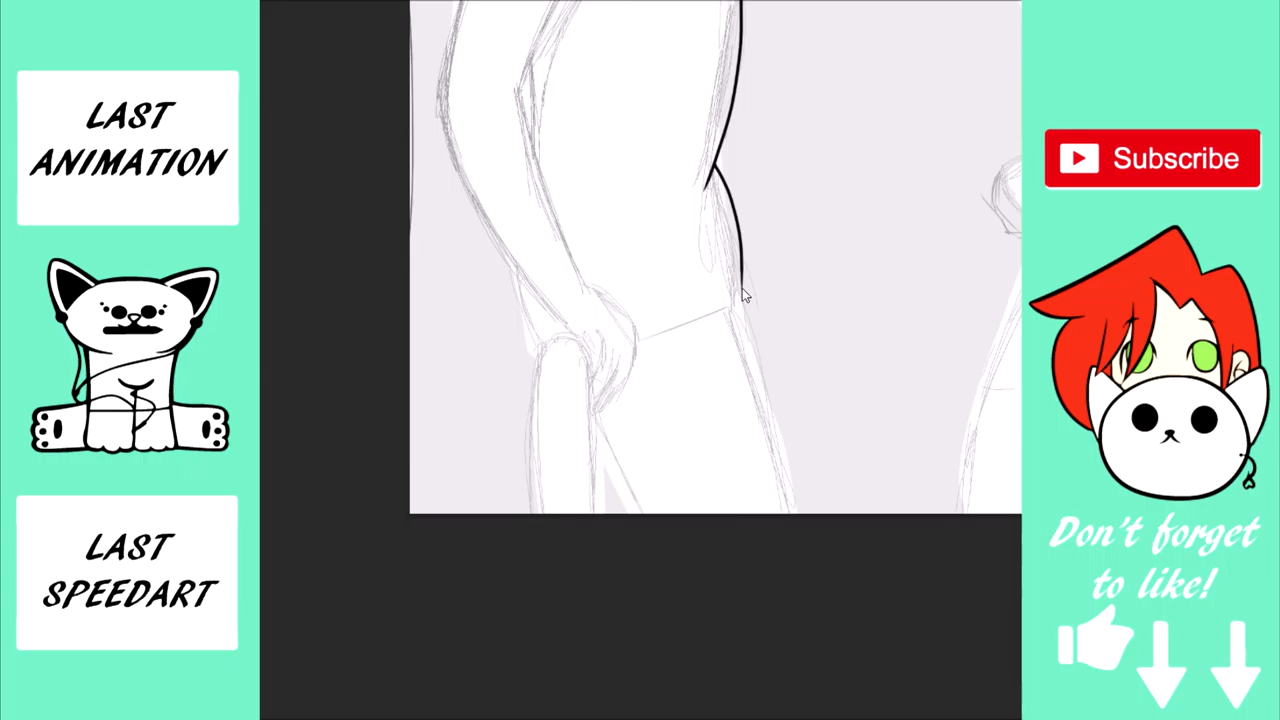 LAST
ANIMATION
LAST
SPEEDART
Subscribe
Don't forget
to like!